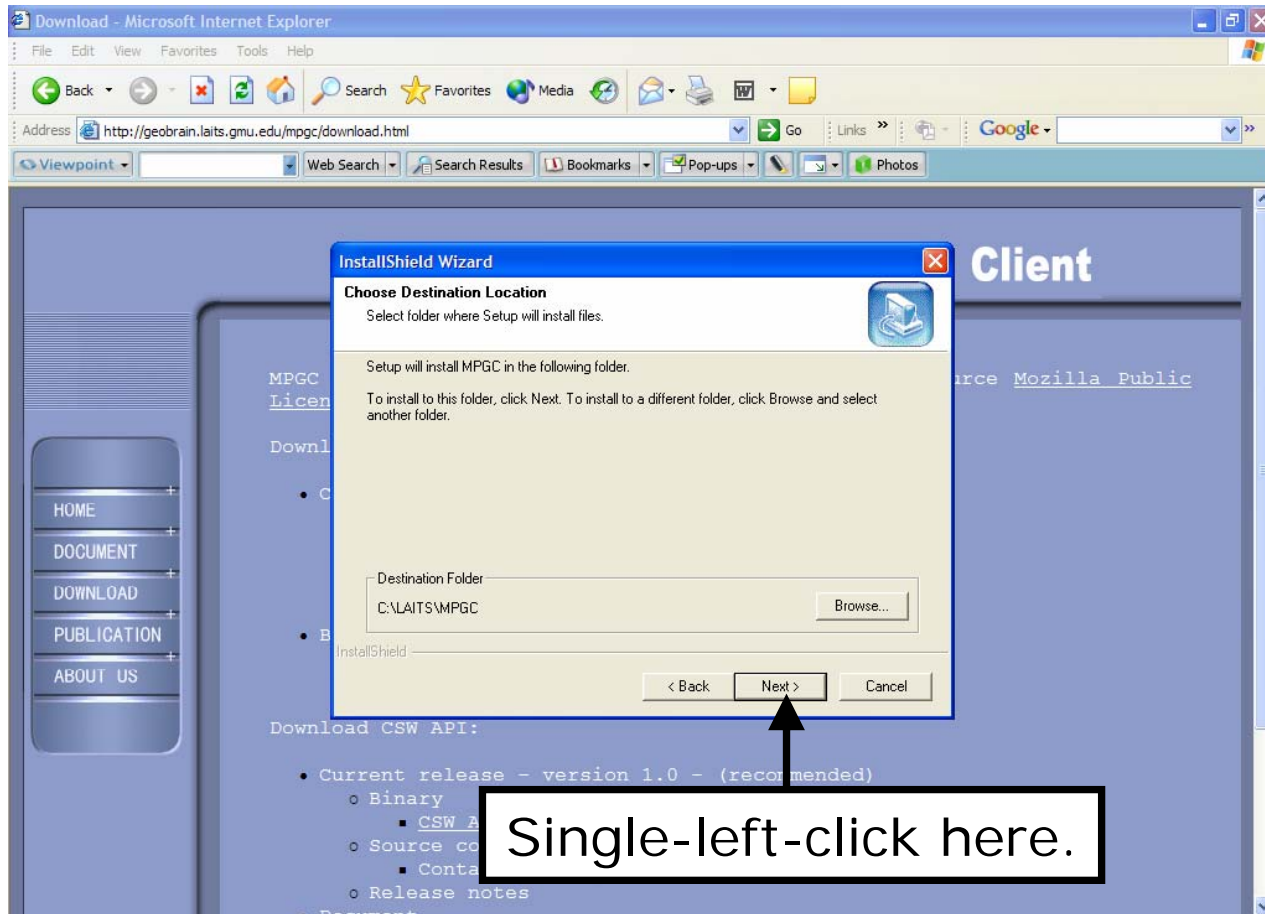 Download - Microsoft Internet Explorer
File Edit View Favorites Tools Help
Back Search Favorites Media
Address http://geobrain.laits.gmu.edu/mpgc/download.html Go Links » Google »
Viewpoint Web Search Search Results Bookmarks Pop-ups Photos
Client
InstallShield Wizard
Choose Destination Location
Select folder where Setup will install files.
Setup will install MPGC in the following folder.
To install to this folder, click Next. To install to a different folder, click Browse and select
another folder.
Destination Folder
C:\LAITS\MPGC Browse...
InstallShield
< Back Next > Cancel
MPGC Mozilla Public
HOME
DOCUMENT
DOWNLOAD
PUBLICATION
ABOUT US
Download CSW API:
Current release - version 1.0 - (recommended)
Binary
CSW
Source
Release notes
Single-left-click here.